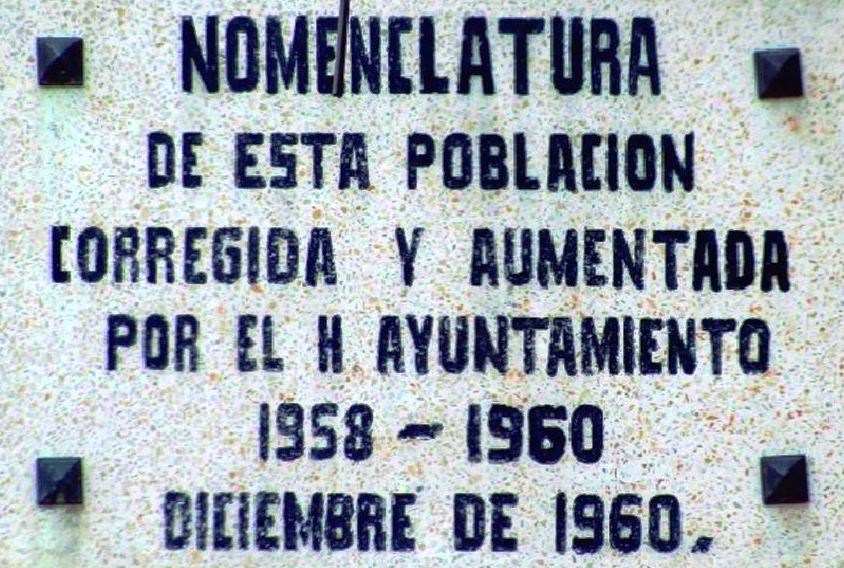 NOMENCLATURA
DE ESTA POBLACION
CORREGIDA Y AUMENTADA
POR EL H AYUNTAMIENTO
1958 - 1960
DICIEMBRE DE 1960.